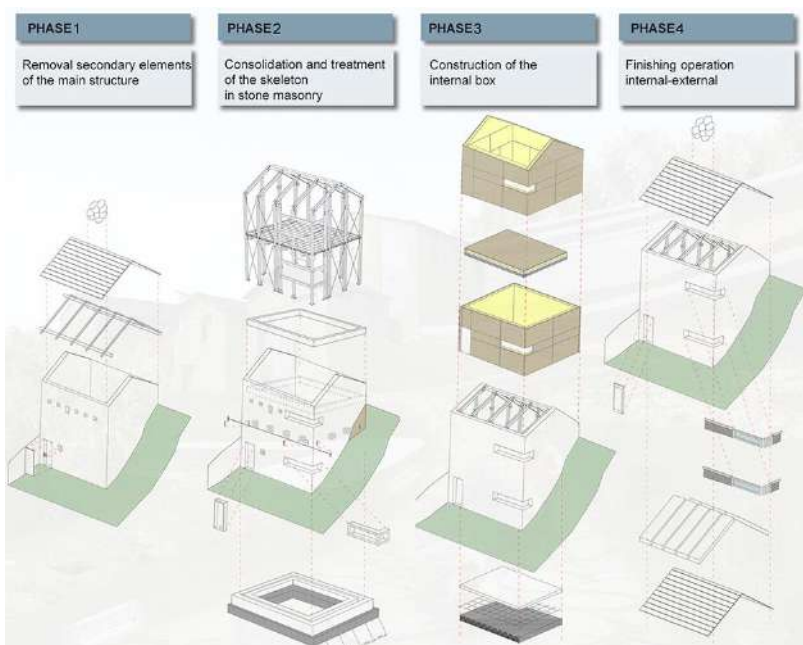 PHASE1
Removal secondary elements
of the main structure
PHASE2
Consolidation and treatment
of the skeleton
in stone masonry
PHASE3
Construction of the
internal box
PHASE4
Finishing operation
internal-external